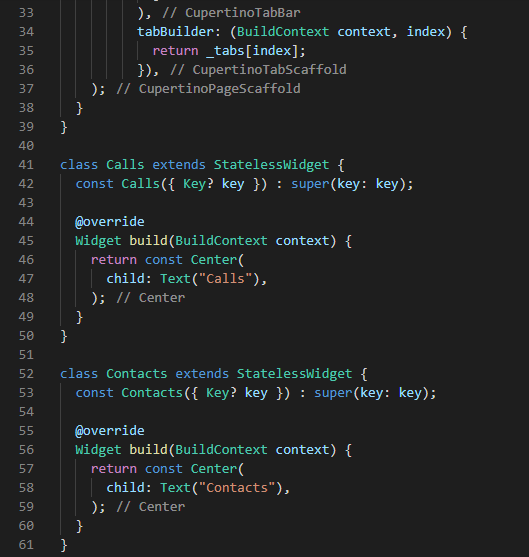 33 ), // CupertinoTabBar
34 tabBuilder: (BuildContext context, index) {
35 return _tabs[index];
36 }), // CupertinoTabScaffold
37 ); // CupertinoPageScaffold
38 }
39 }
40
41 class Calls extends StatelessWidget {
42 const Calls({ Key? key }) : super(key: key);
43
44 @override
45 Widget build(BuildContext context) {
46 return const Center(
47 child: Text("Calls"),
48 ); // Center
49 }
50 }
51
52 class Contacts extends StatelessWidget {
53 const Contacts({ Key? key }) : super(key: key);
54
55 @override
56 Widget build(BuildContext context) {
57 return const Center(
58 child: Text("Contacts"),
59 ); // Center
60 }
61 }